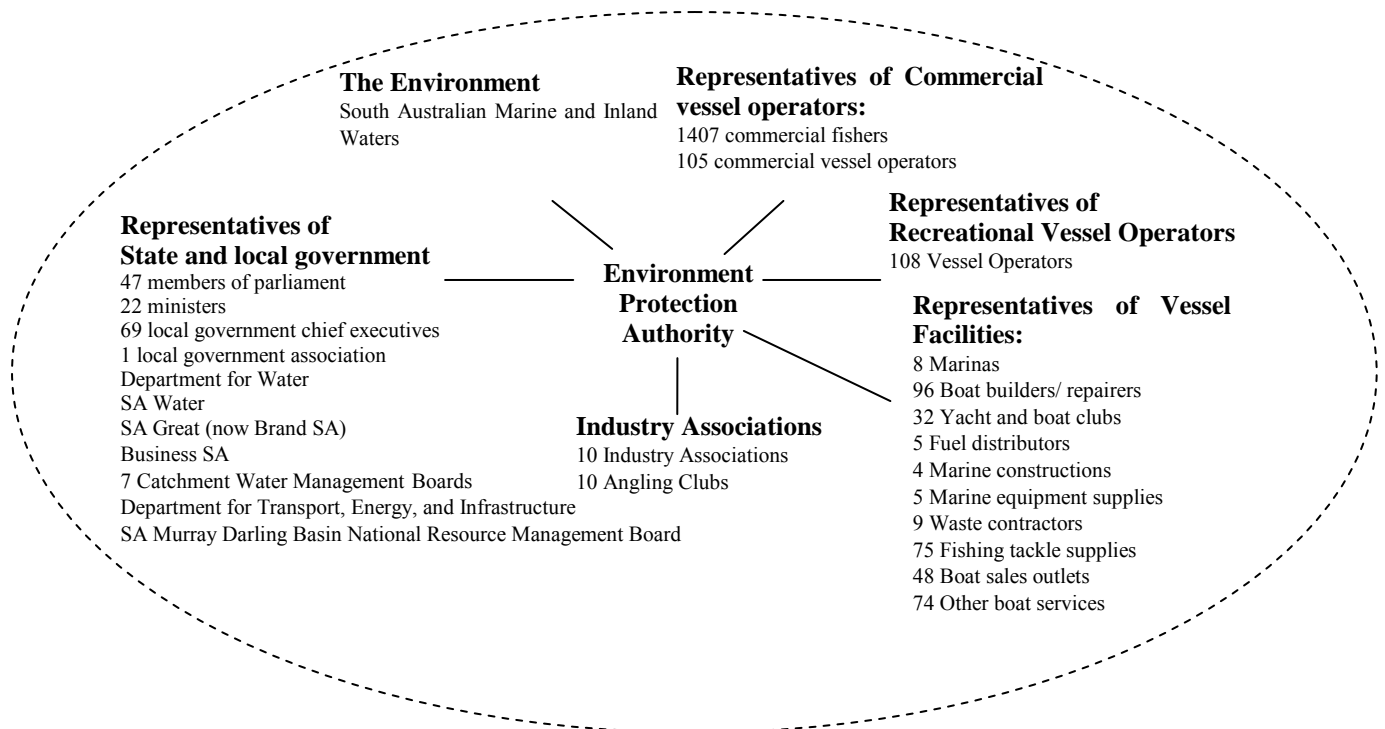 The Environment
South Australian Marine and Inland
Waters
Representatives of Commercial
vessel operators:
1407 commercial fishers
105 commercial vessel operators
Representatives of
Recreational Vessel Operators
108 Vessel Operators
Representatives of
State and local government
47 members of parliament
22 ministers
69 local government chief executives
1 local government association
Department for Water
SA Water
SA Great (now Brand SA)
Business SA
7 Catchment Water Management Boards
Department for Transport, Energy, and Infrastructure
SA Murray Darling Basin National Resource Management Board
Environment
Protection
Authority
Industry Associations
10 Industry Associations
10 Angling Clubs
Representatives of Vessel
Facilities:
8 Marinas
96 Boat builders/ repairers
32 Yacht and boat clubs
5 Fuel distributors
4 Marine constructions
5 Marine equipment supplies
9 Waste contractors
75 Fishing tackle supplies
48 Boat sales outlets
74 Other boat services